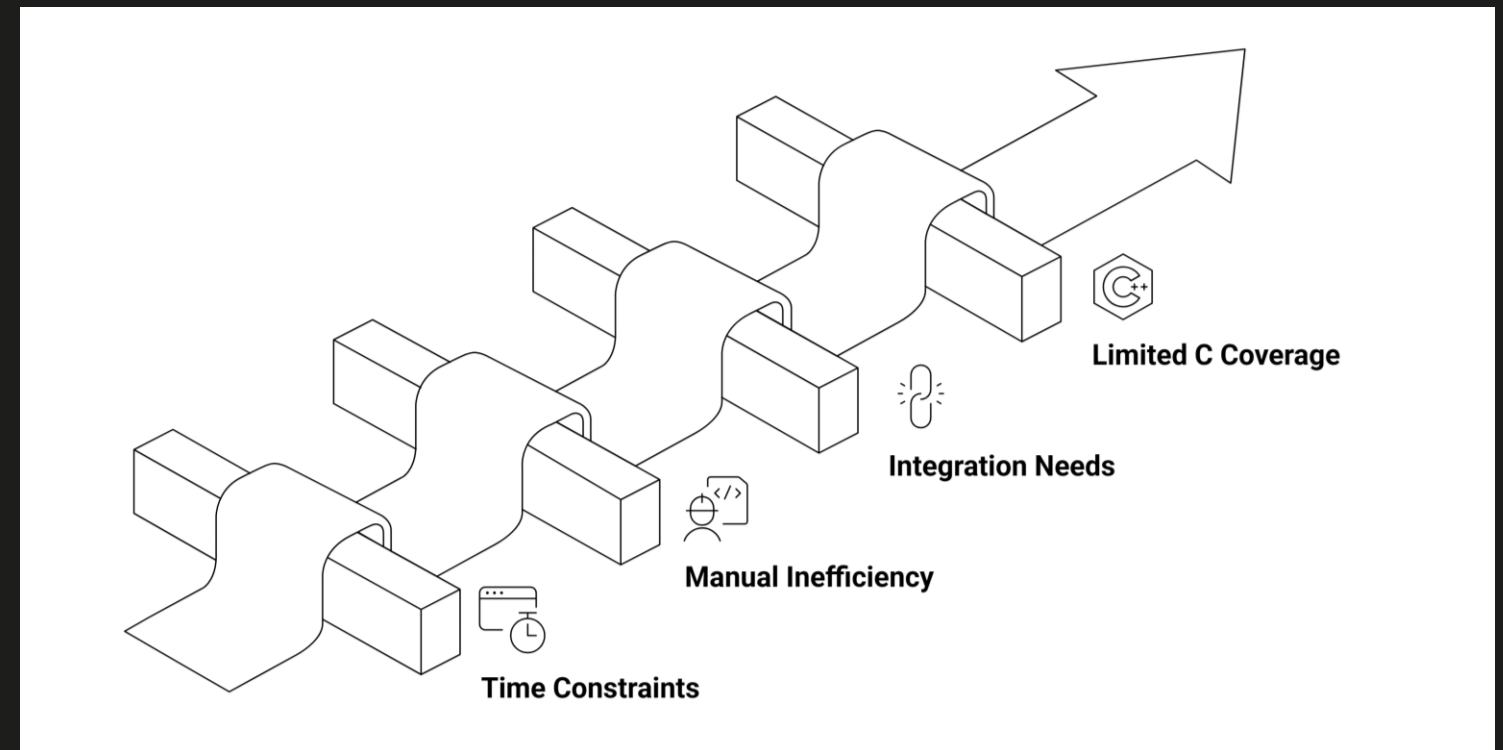 C++
Limited C Coverage
Integration Needs
</>
Manual Inefficiency
Time Constraints